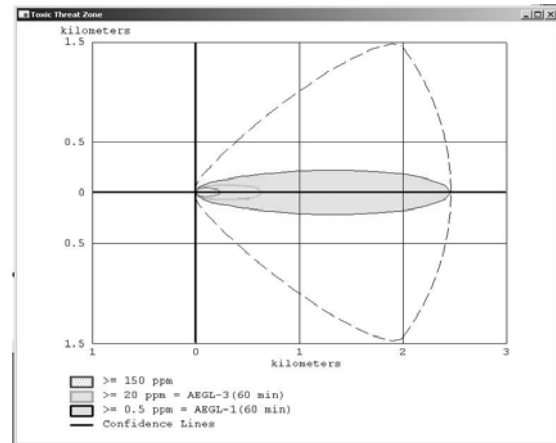 Toxic Threat Zone
kilometers
1.5
0.5
0
0.5
1.5
1 0 1 2 3
kilometers
>= 150 ppm
>= 20 ppm = AEGL-3(60 min)
>= 0.5 ppm = AEGL-1(60 min)
Confidence Lines